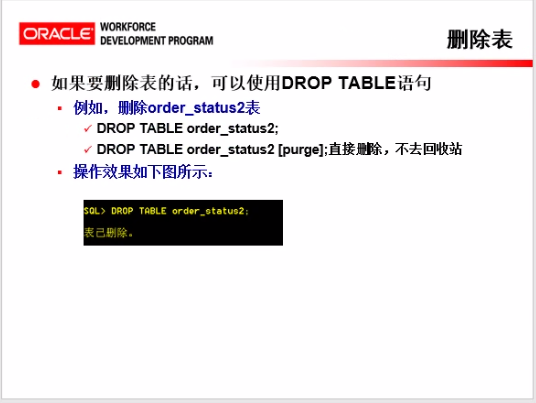 ORACLE WORKFORCE
DEVELOPMENT PROGRAM
删除表
如果要删除表的话，可以使用DROP TABLE语句
例如，删除order_status2表
DROP TABLE order_status2;
DROP TABLE order_status2 [purge];直接删除，不去回收站
操作效果如下图所示：
SQL> DROP TABLE order_status2;
表已删除。